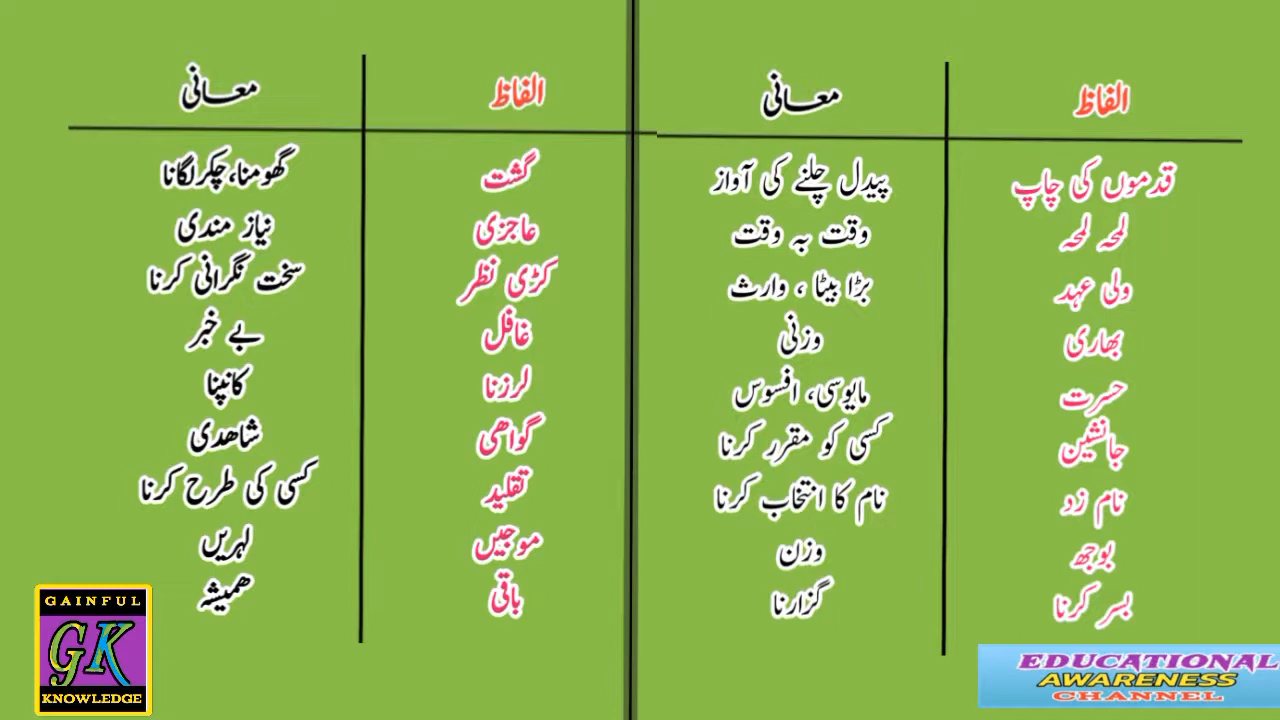 الفاظ معانی
قدموں کی چاپ پیدل چلنے کی آواز
لمحہ لمحہ وقت بہ وقت
ولی عہد بڑا بیٹا ، وارث
بھاری وزنی
حسرت مایوسی، افسوس
جانشین کسی کو مقرر کرنا
نام زد نام کا انتخاب کرنا
بوجھ وزن
بسر کرنا گزارنا
الفاظ معانی
گشت گھومنا،چکرلگانا
عاجزی نیاز مندی
کڑی نظر سخت نگرانی کرنا
غافل بے خبر
لرزنا کانپنا
گواھی شاھدی
تقلید کسی کی طرح کرنا
موجیں لہریں
باقی ھمیشہ
GAINFUL
GK
KNOWLEDGE
EDUCATIONAL
AWARENESS
CHANNEL